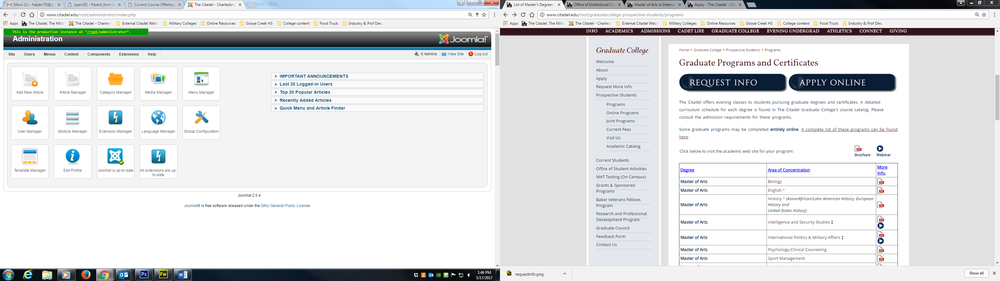 Inbox (1) - frazierr78@g
openSIS - Parent_form A
Current Course Offering
The Citadel - Charleston,
www.citadel.edu/root/administrator/index.php
Apps
The Citadel, The Milit
The Citadel - Charlest
External Citadel Webs
Military Colleges
Online Resources
Goose Creek HS
College content
Food Truck
Industry & Prof Dev.
This is the production instance at "/root/administrator".
Administration
Joomla!
Site
Users
Menus
Content
Components
Extensions
Help
6 Admins
View Site
Log out
Add New Article
Article Manager
Category Manager
Media Manager
Menu Manager
User Manager
Module Manager
Extension Manager
Language Manager
Global Configuration
Template Manager
Edit Profile
Joomla! is up-to-date
All extensions are up-
to-date
IMPORTANT ANNOUNCEMENTS
Last 20 Logged-in Users
Top 20 Popular Articles
Recently Added Articles
Quick Menu and Article Finder
Joomla! 2.5.4
Joomla!® is free software released under the GNU General Public License.
Ps
Fw
1:46 PM
5/17/2017
List of Master's Degrees
Office of Institutional Co
Master of Arts in Internat
Apply - The Citadel - Cha
www.citadel.edu/root/graduatecollege-prospective-students/programs
Apps
The Citadel, The Milit
The Citadel - Charlest
External Citadel Webs
Military Colleges
Online Resources
Goose Creek HS
College content
Food Truck
Industry & Prof Dev.
INFO
ACADEMICS
ADMISSIONS
CADET LIFE
GRADUATE COLLEGE
EVENING UNDERGRAD
ATHLETICS
CONNECT
GIVING
Graduate College
Welcome
About
Apply
Request More Info
Prospective Students
Programs
Online Programs
Joint Programs
Current Fees
Visit Us
Academic Catalog
Current Students
Office of Student Activities
MAT Testing (On Campus)
Grants & Sponsored
Programs
Baker Veterans Fellows
Program
Research and Professional
Development Program
Graduate Council
Feedback Form
Contact Us
Home
Graduate College
Prospective Students
Programs
Graduate Programs and Certificates
REQUEST INFO
APPLY ONLINE
The Citadel offers evening classes to students pursuing graduate degrees and certificates. A detailed
curriculum schedule for each degree is found in The Citadel Graduate College's course catalog. Please
consult the admission requirements for these programs.
Some graduate programs may be completed entirely online. A complete list of these programs can be found
here.
Click below to visit the academic web site for your program:
Brochure
Webinar
Degree
Area of Concentration
More
Info.
Master of Arts
Biology
Master of Arts
English *
Master of Arts
History * (Asian/African/Latin American History, European
History and
United States History)
Master of Arts
Intelligence and Security Studies ‡
Master of Arts
International Politics & Military Affairs ‡
Master of Arts
Psychology-Clinical Counseling
Master of Arts
Sport Management
requestinfo.png
Show all